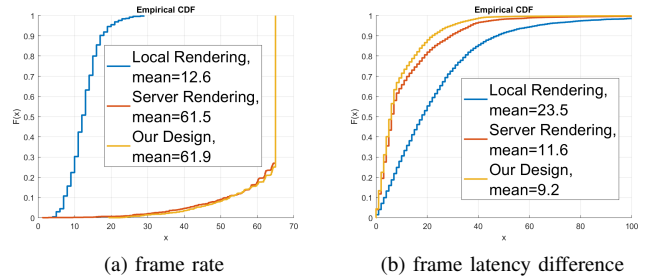 Empirical CDF
1
0.9
0.8
0.7
0.6
0.5
0.4
0.3
0.2
0.1
0
F(x)
0
10
20
30
40
50
60
70
x
Local Rendering,
mean=12.6
Server Rendering,
mean=61.5
Our Design,
mean=61.9
(a) frame rate
Empirical CDF
1
0.9
0.8
0.7
0.6
0.5
0.4
0.3
0.2
0.1
0
F(x)
0
20
40
60
80
100
x
Local Rendering,
mean=23.5
Server Rendering,
mean=11.6
Our Design,
mean=9.2
(b) frame latency difference